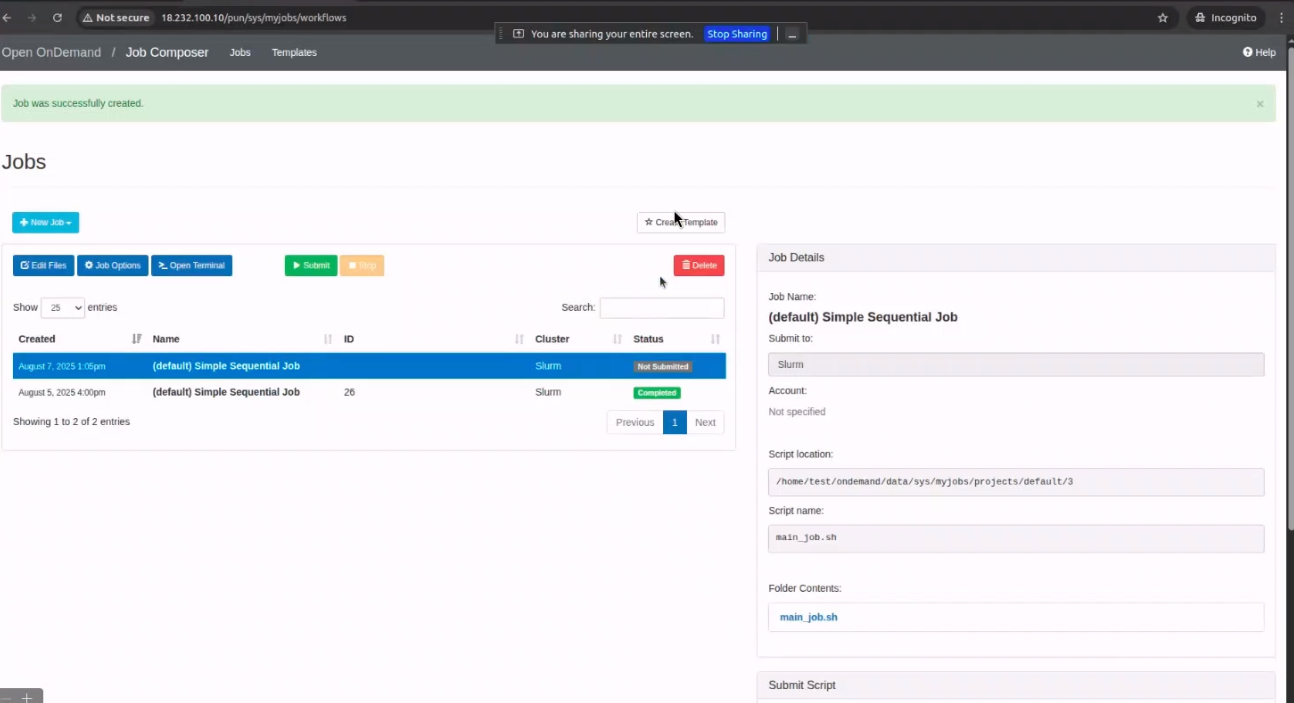 Not secure 18.232.100.10/pun/sys/myjobs/workflows Incognito
You are sharing your entire screen. Stop Sharing
Open OnDemand / Job Composer Jobs Templates Help
Job was successfully created. ×
Jobs
New Job Template
Edit Files Job Options Open Terminal Submit Delete
Show 25 entries Search:
Created Name ID Cluster Status
August 7, 2025 1:05pm (default) Simple Sequential Job Slurm Not Submitted
August 5, 2025 4:00pm (default) Simple Sequential Job 26 Slurm Completed
Showing 1 to 2 of 2 entries Previous 1 Next
Job Details
Job Name:
(default) Simple Sequential Job
Submit to:
Slurm
Account:
Not specified
Script location:
/home/test/ondemand/data/sys/myjobs/projects/default/3
Script name:
main_job.sh
Folder Contents:
main_job.sh
Submit Script